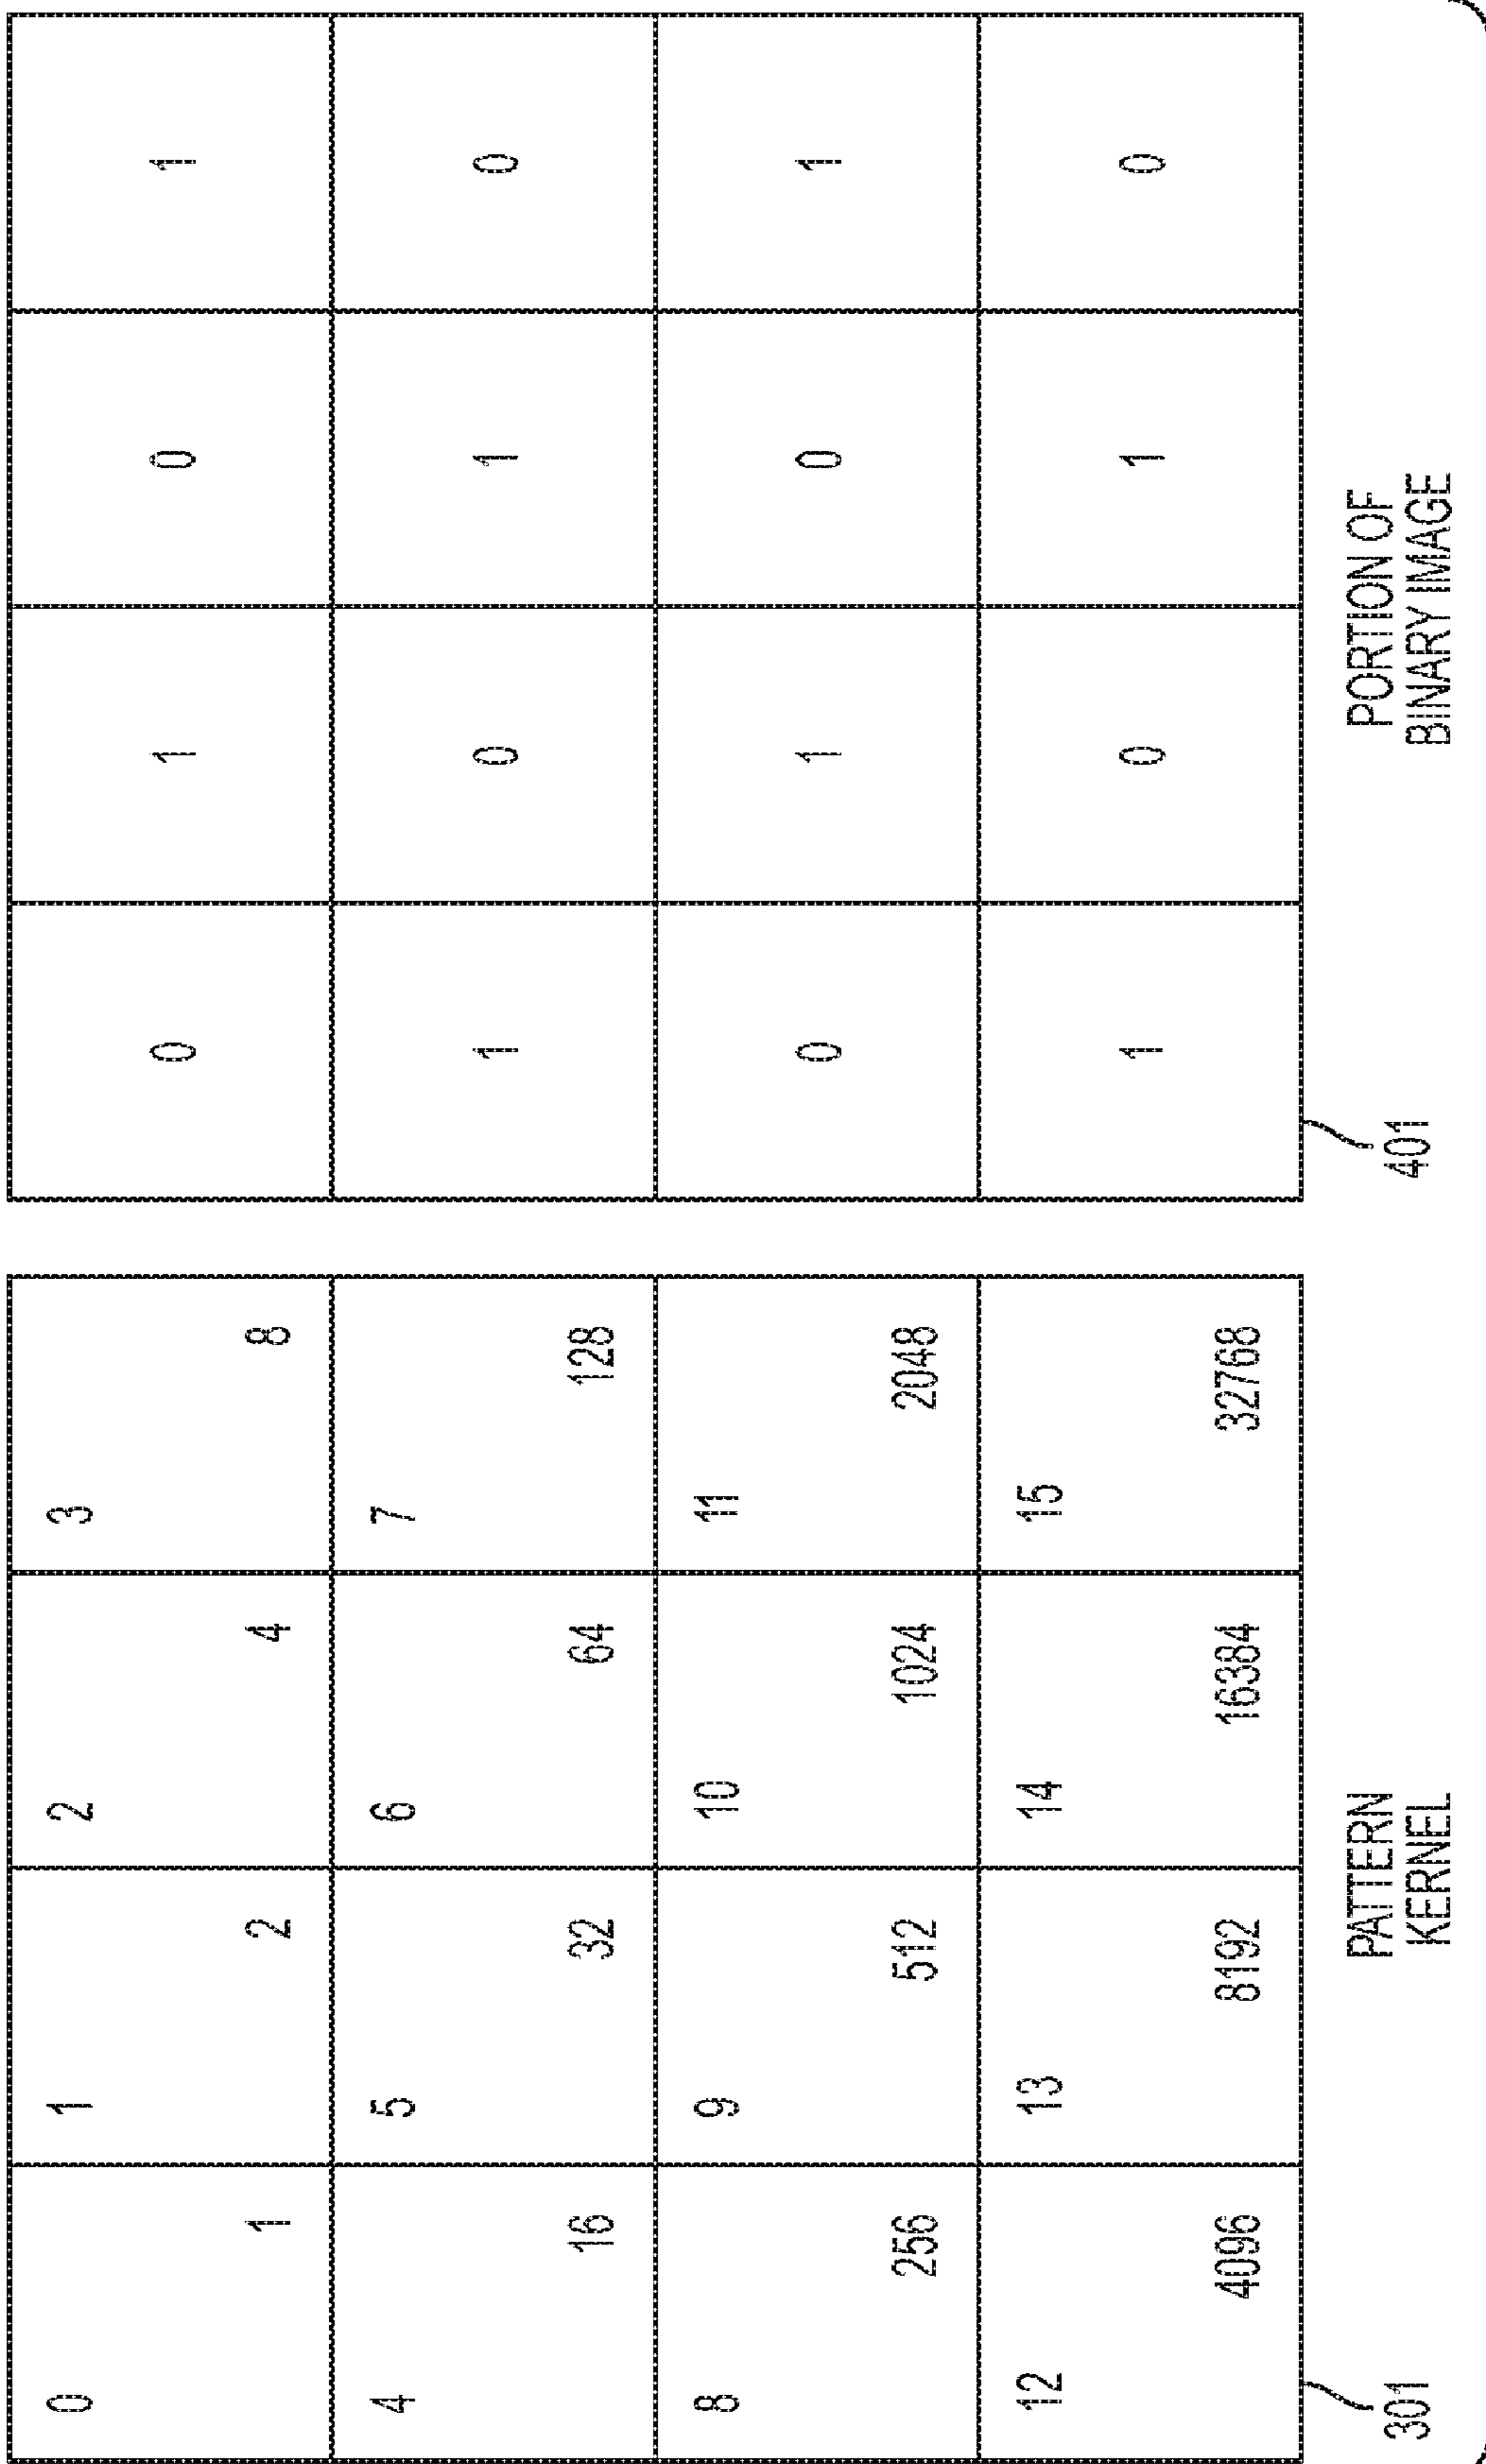 0 1 2 3
1 2 4 8
4 5 6 7
16 32 64 128
8 9 10 11
256 512 1024 2048
12 13 14 15
4096 8192 16384 32768
301
PATTERN
KERNEL
0 1 0 1
1 0 1 0
0 1 0 1
1 0 1 0
401
PORTION OF
BINARY IMAGE